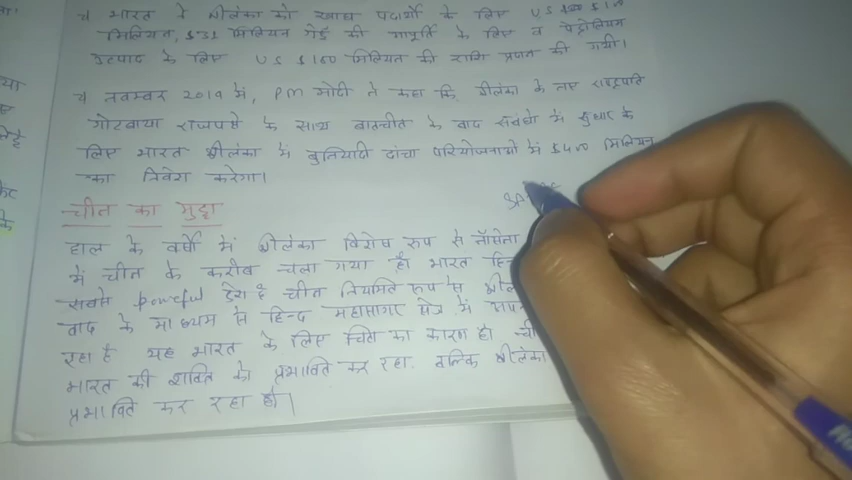 भारत ने श्रीलंका को खाद्य पदार्थों के लिए US $100
मिलियन, $31 मिलियन की आपूर्ति के लिए व पेट्रोलियम
उत्पाद के लिए US $150 मिलियन की राशि प्रदान की गयी।
नवम्बर 2019 में, PM मोदी ने कहा कि श्रीलंका के नए राष्ट्रपति
गोटबाया राजपक्षे के साथ बातचीत के बाद संबंधों में सुधार के
लिए भारत श्रीलंका में बुनियादी ढांचा परियोजनाओं में $400 मिलियन
का निवेश करेगा।
चीन का मुद्दा
हाल के वर्षों में श्रीलंका विशेष रुप से नौसेना
में चीन के करीब चला गया है। भारत
सबसे powerful देश है चीन नियमित रूप से
वाद के माध्यम से हिन्द महासागर क्षेत्र में
रहा है यह भारत के लिए चिंता का कारण है।
भारत की शक्ति को प्रभावित कर रहा. बल्कि श्रीलंका
प्रभावित कर रहा है।